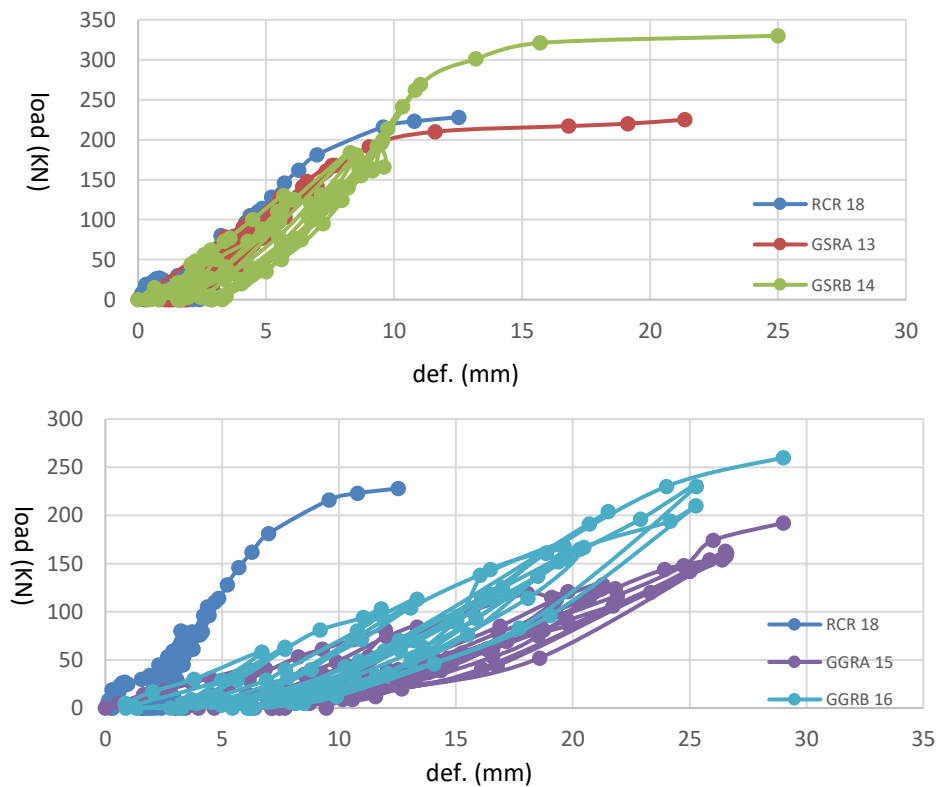 350
300
250
200
150
100
50
0
load (KN)
RCR 18
GSRA 13
GSRB 14
0 5 10 15 20 25 30
def. (mm)
300
250
200
150
100
50
0
load (KN)
RCR 18
GGRA 15
GGRB 16
0 5 10 15 20 25 30 35
def. (mm)